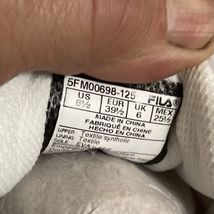 5FM00698-125
US EUR UK MEX FILA
8½ 39½ 6 25½
MADE IN CHINA
FABRIQUÉ EN CHINE
HECHO EN CHINA
UPPER Textile synthetic
LINING Textile
SOLE EVA